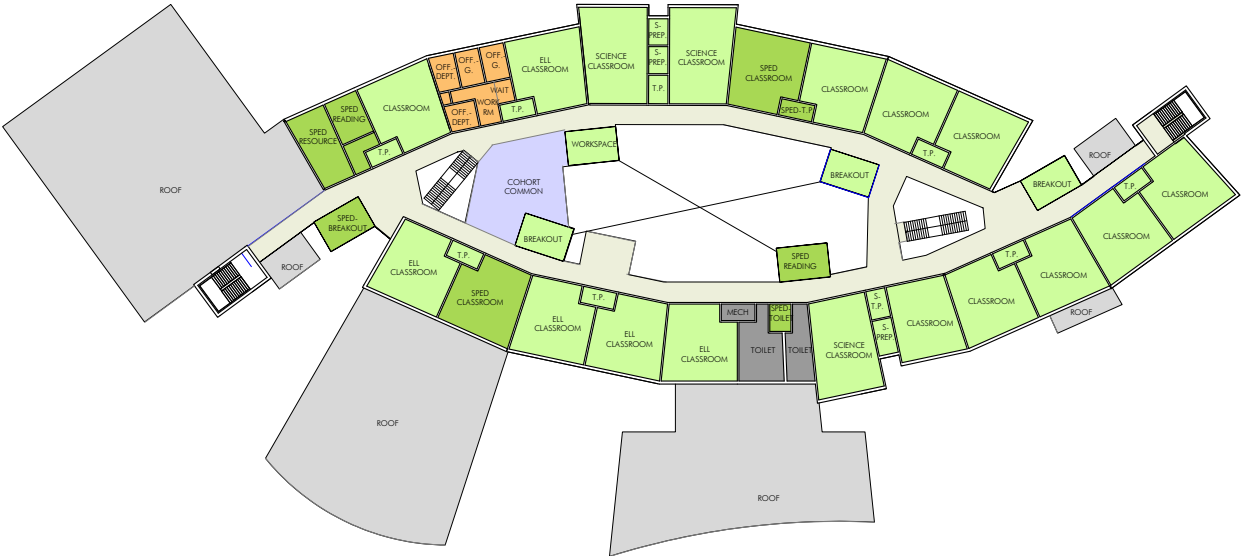 S-
PREP.
S-
PREP.
T.P.
SCIENCE
CLASSROOM
SCIENCE
CLASSROOM
OFF.-
DEPT.
OFF.-
G.
OFF.-
G.
WAIT
WORK
RM
OFF.-
DEPT.
ELL
CLASSROOM
T.P.
SPED
CLASSROOM
SPED-T.P.
CLASSROOM
CLASSROOM
CLASSROOM
T.P.
SPED
READING
SPED
RESOURCE
CLASSROOM
T.P.
ROOF
WORKSPACE
COHORT
COMMON
BREAKOUT
BREAKOUT
BREAKOUT
ROOF
T.P.
CLASSROOM
SPED-
BREAKOUT
ROOF
ELL
CLASSROOM
T.P.
SPED
CLASSROOM
SPED
READING
CLASSROOM
T.P.
CLASSROOM
CLASSROOM
ROOF
ELL
CLASSROOM
T.P.
ELL
CLASSROOM
ELL
CLASSROOM
MECH
SPED-
TOILET
TOILET
TOILET
SCIENCE
CLASSROOM
S-
T.P.
S-
PREP.
CLASSROOM
ROOF
ROOF